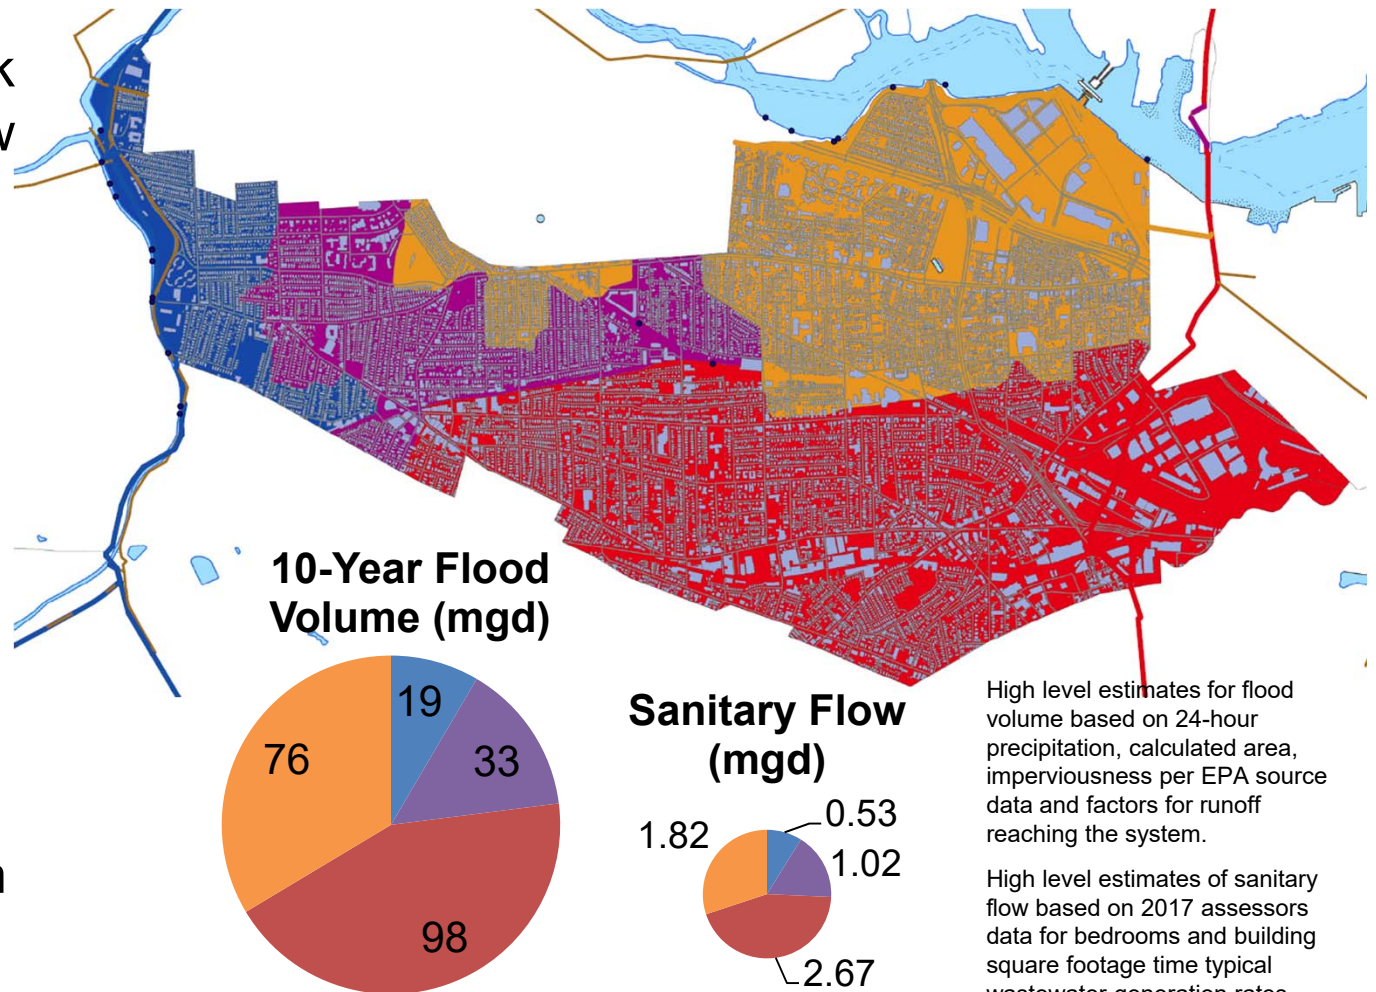 k
w
10-Year Flood
Volume (mgd)
19
33
76
98
Sanitary Flow
(mgd)
0.53
1.82
1.02
2.67
High level estimates for flood
volume based on 24-hour
precipitation, calculated area,
imperviousness per EPA source
data and factors for runoff
reaching the system.
High level estimates of sanitary
flow based on 2017 assessors
data for bedrooms and building
square footage time typical
wastewater generation rates